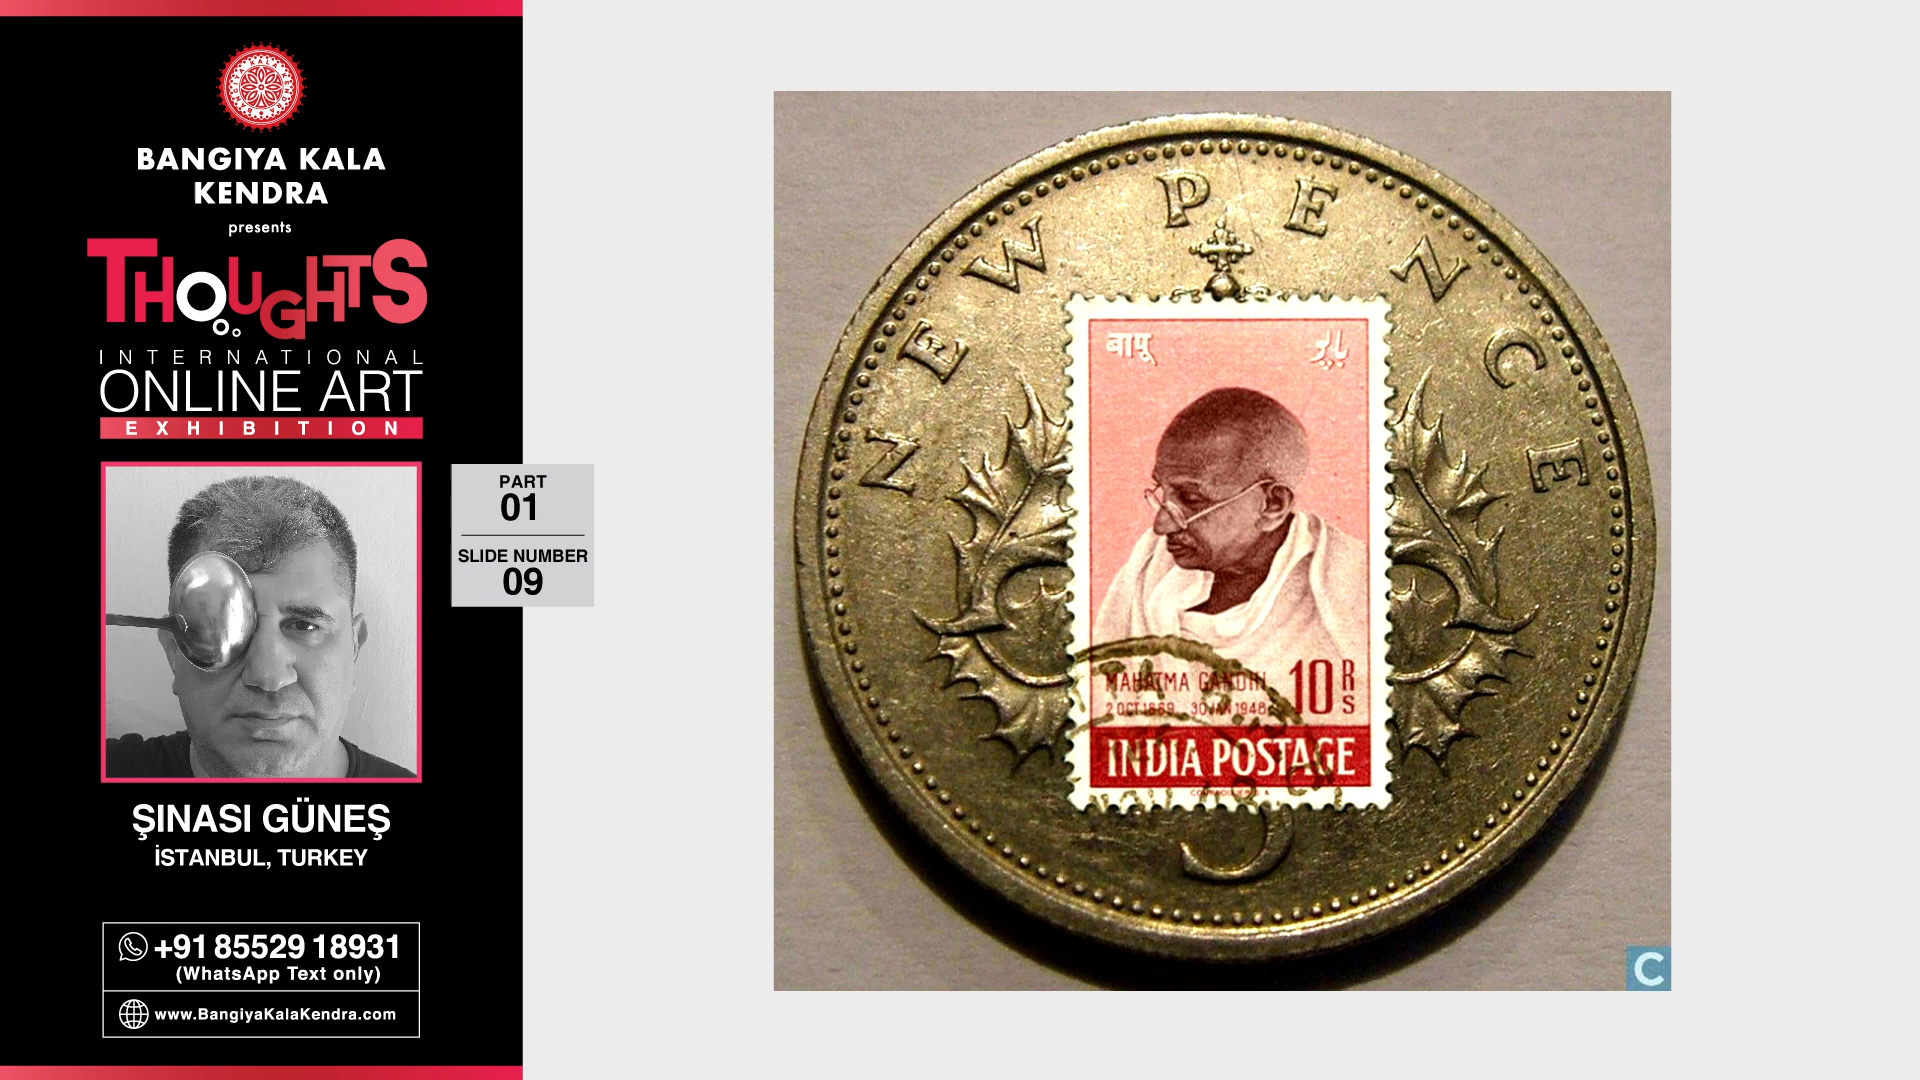 BANGIYA KALA
KENDRA
presents
THOUGHTS
INTERNATIONAL
ONLINE ART
EXHIBITION
PART
01
SLIDE NUMBER
09
ŞINASI GÜNEŞ
İSTANBUL, TURKEY
+91 85529 18931
(WhatsApp Text only)
www.BangiyaKalaKendra.com
NEW PENCE
बापू
باپو
MAHATMA GANDHI
2 OCT 1869 30 JAN 1948
10 RS
INDIA POSTAGE
5
C